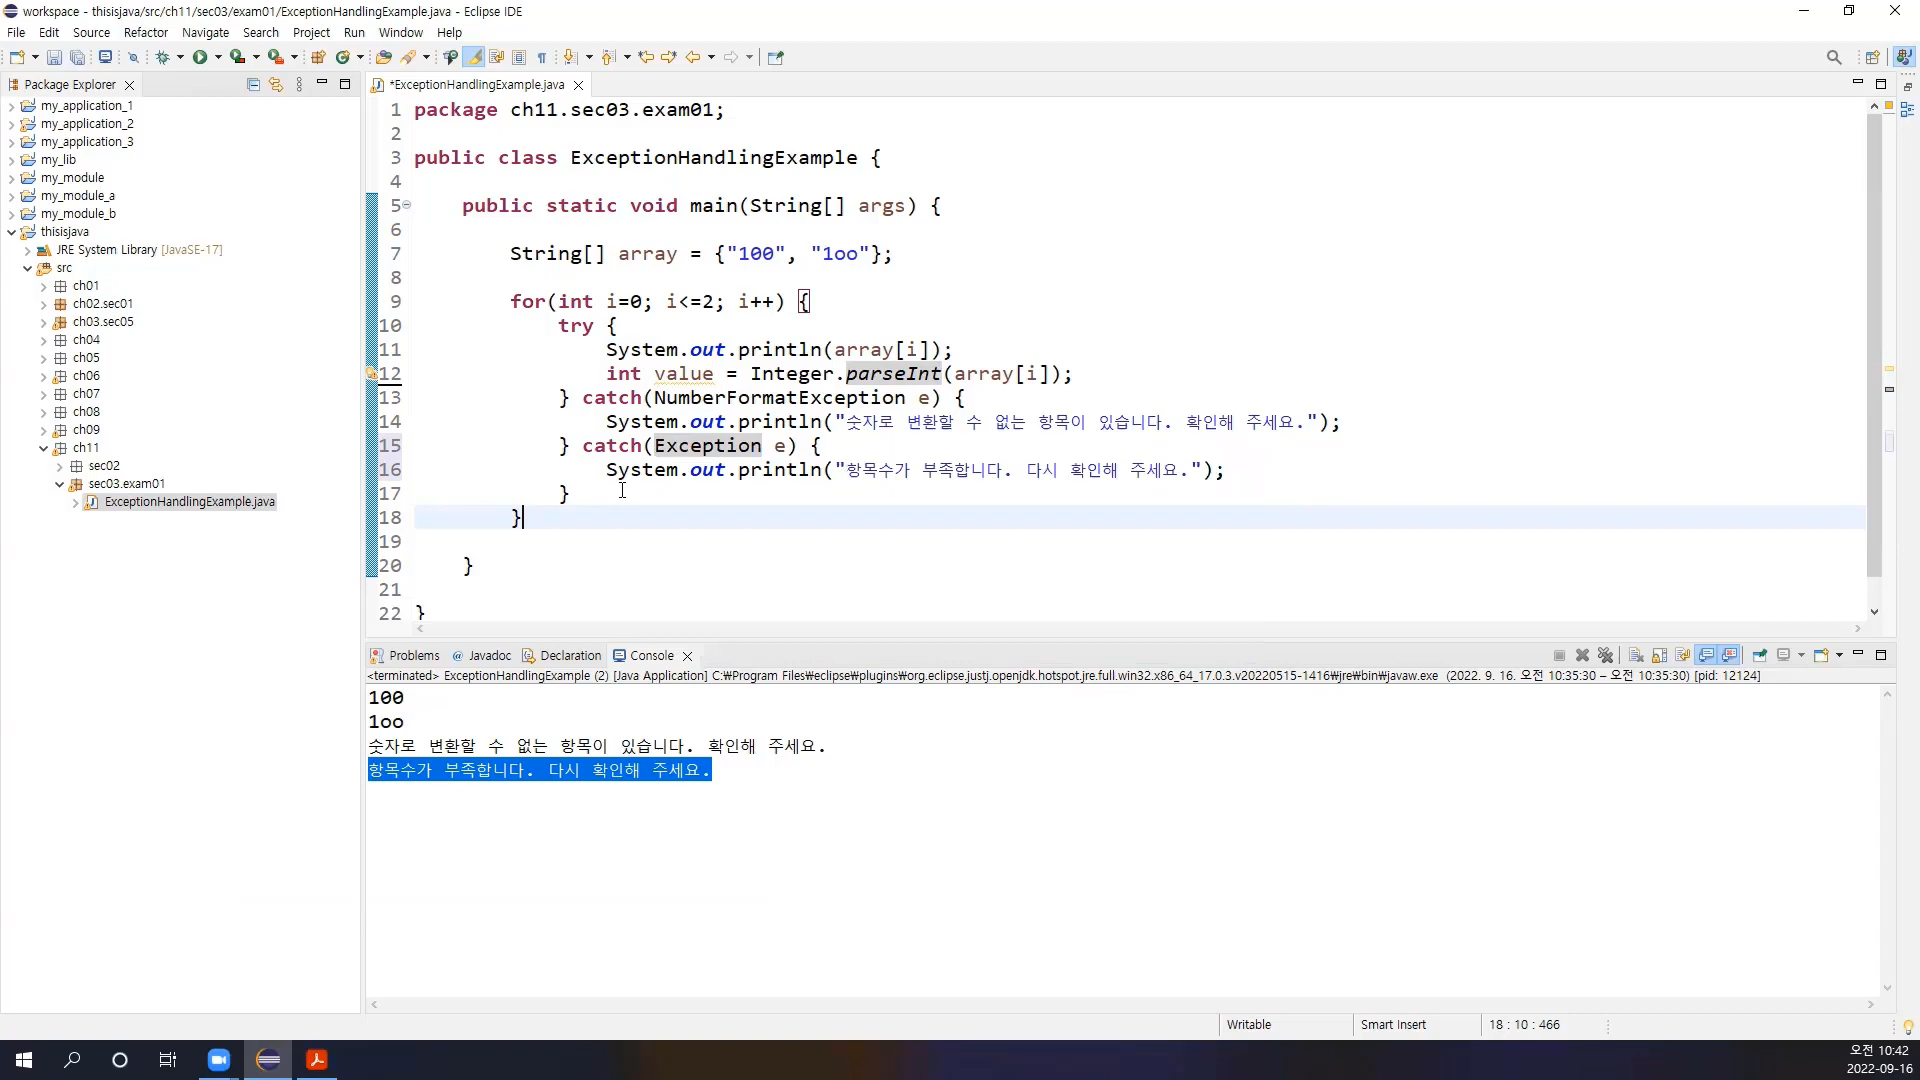 workspace - thisisjava/src/ch11/sec03/exam01/ExceptionHandlingExample.java - Eclipse IDE
File Edit Source Refactor Navigate Search Project Run Window Help
Package Explorer
my_application_1
my_application_2
my_application_3
my_lib
my_module
my_module_a
my_module_b
thisisjava
JRE System Library [JavaSE-17]
src
ch01
ch02.sec01
ch03.sec05
ch04
ch05
ch06
ch07
ch08
ch09
ch11
sec02
sec03.exam01
ExceptionHandlingExample.java
*ExceptionHandlingExample.java
1 package ch11.sec03.exam01;
2
3 public class ExceptionHandlingExample {
4
5 public static void main(String[] args) {
6
7 String[] array = {"100", "1oo"};
8
9 for(int i=0; i<=2; i++) {
10 try {
11 System.out.println(array[i]);
12 int value = Integer.parseInt(array[i]);
13 } catch(NumberFormatException e) {
14 System.out.println("숫자로 변환할 수 없는 항목이 있습니다. 확인해 주세요.");
15 } catch(Exception e) {
16 System.out.println("항목수가 부족합니다. 다시 확인해 주세요.");
17 }
18 }
19
20 }
21
22 }
Problems @ Javadoc Declaration Console
<terminated> ExceptionHandlingExample (2) [Java Application] C:₩Program Files₩eclipse₩plugins₩org.eclipse.justj.openjdk.hotspot.jre.full.win32.x86_64_17.0.3.v20220515-1416₩jre₩bin₩javaw.exe (2022. 9. 16. 오전 10:35:30 – 오전 10:35:30) [pid: 12124]
100
1oo
숫자로 변환할 수 없는 항목이 있습니다. 확인해 주세요.
항목수가 부족합니다. 다시 확인해 주세요.
Writable Smart Insert 18 : 10 : 466
오전 10:42
2022-09-16